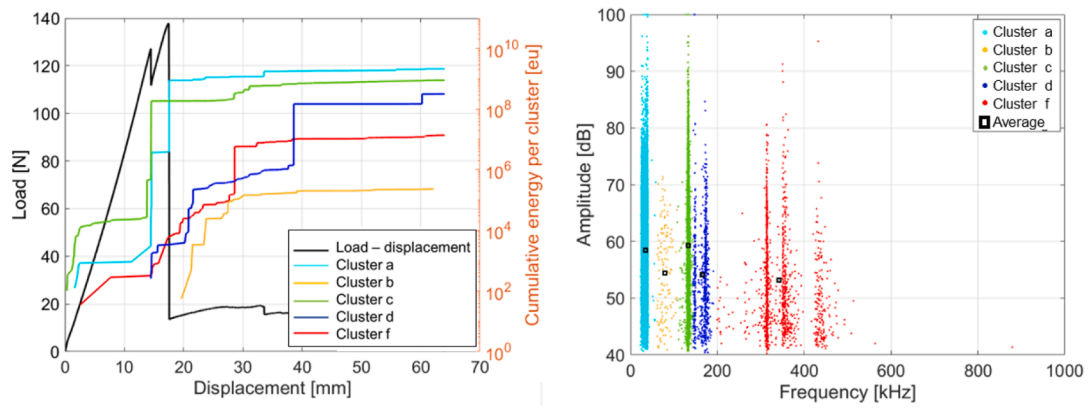 140
120
100
80
60
40
20
0
Load [N]
0 10 20 30 40 50 60 70
Displacement [mm]
10^10
10^8
10^6
10^4
10^2
10^0
Cumulative energy per cluster [eu]
Load – displacement
Cluster a
Cluster b
Cluster c
Cluster d
Cluster f
100
90
80
70
60
50
40
Amplitude [dB]
0 200 400 600 800 1000
Frequency [kHz]
Cluster a
Cluster b
Cluster c
Cluster d
Cluster f
Average_